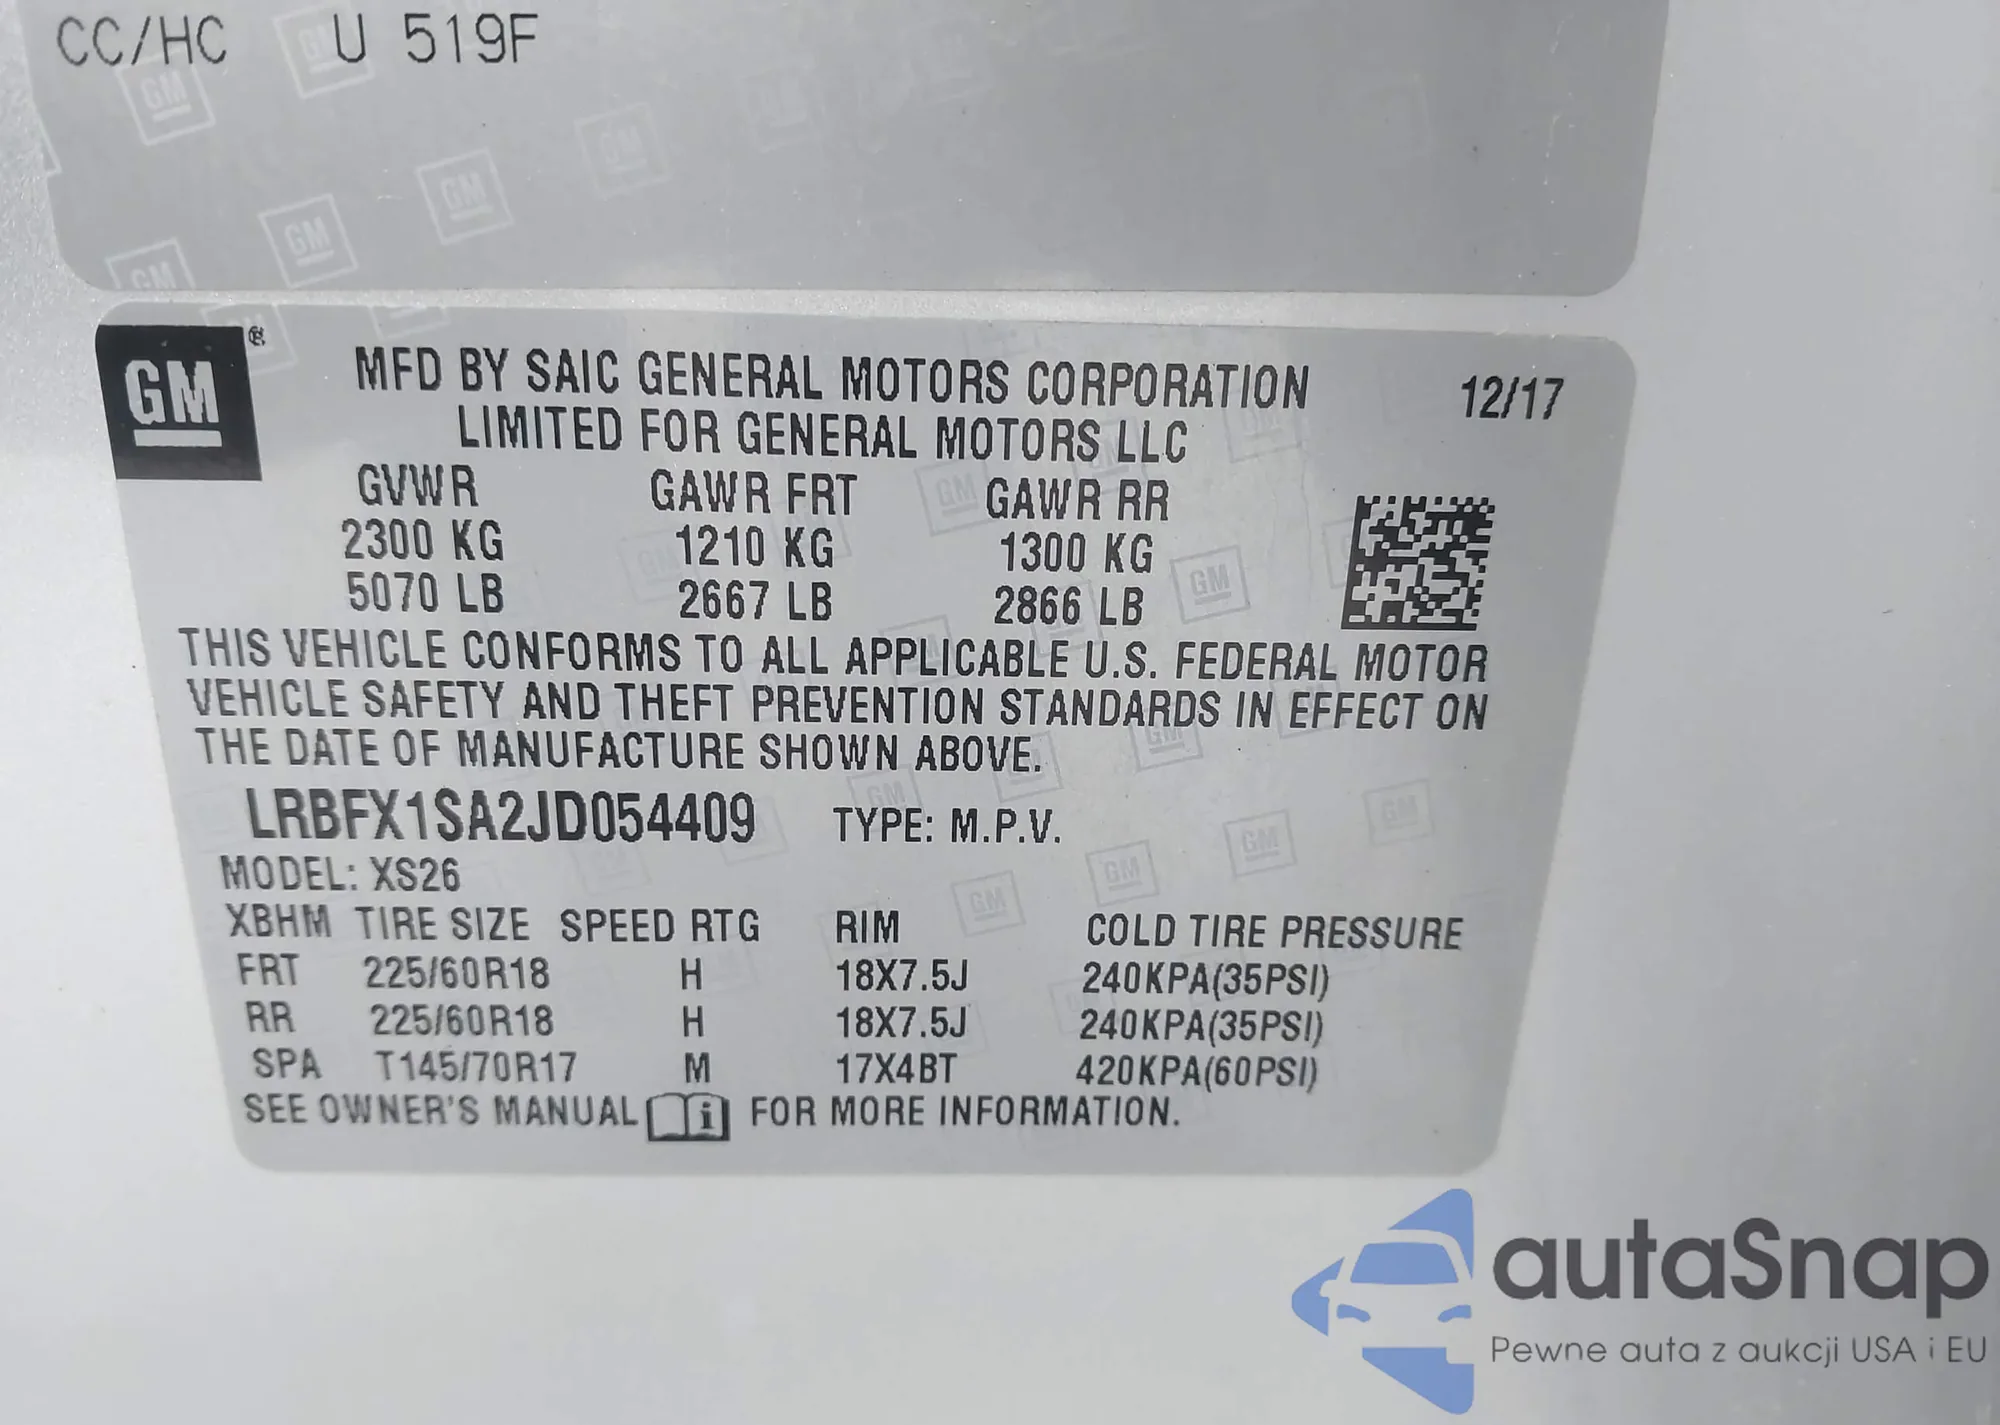 CC/HC U 519F
GM ®
MFD BY SAIC GENERAL MOTORS CORPORATION 12/17
LIMITED FOR GENERAL MOTORS LLC
GVWR GAWR FRT GAWR RR
2300 KG 1210 KG 1300 KG
5070 LB 2667 LB 2866 LB
THIS VEHICLE CONFORMS TO ALL APPLICABLE U.S. FEDERAL MOTOR
VEHICLE SAFETY AND THEFT PREVENTION STANDARDS IN EFFECT ON
THE DATE OF MANUFACTURE SHOWN ABOVE.
LRBFX1SA2JD054409 TYPE: M.P.V.
MODEL: XS26
XBHM TIRE SIZE SPEED RTG RIM COLD TIRE PRESSURE
FRT 225/60R18 H 18X7.5J 240KPA(35PSI)
RR 225/60R18 H 18X7.5J 240KPA(35PSI)
SPA T145/70R17 M 17X4BT 420KPA(60PSI)
SEE OWNER'S MANUAL i FOR MORE INFORMATION.
autaSnap
Pewne auta z aukcji USA i EU